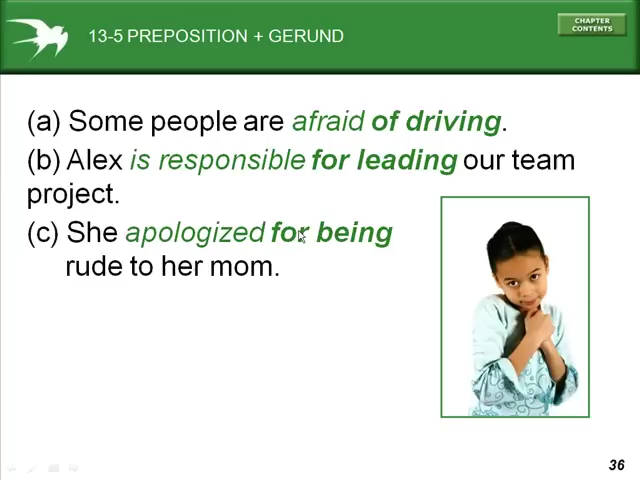 13-5 PREPOSITION + GERUND
CHAPTER
CONTENTS
(a) Some people are afraid of driving.
(b) Alex is responsible for leading our team
project.
(c) She apologized for being
rude to her mom.
36